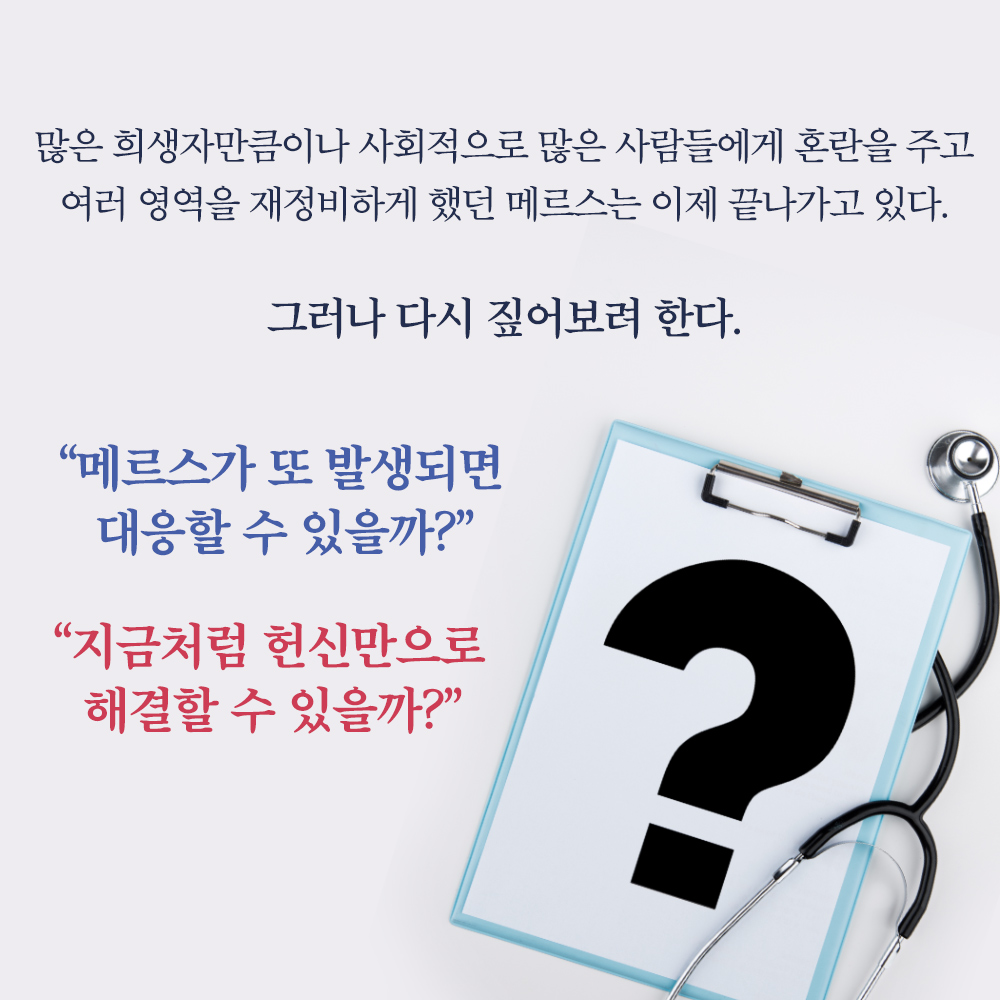 많은 희생자만큼이나 사회적으로 많은 사람들에게 혼란을 주고
여러 영역을 재정비하게 했던 메르스는 이제 끝나가고 있다.
그러나 다시 짚어보려 한다.
“메르스가 또 발생되면
대응할 수 있을까?”
“지금처럼 헌신만으로
해결할 수 있을까?”
?